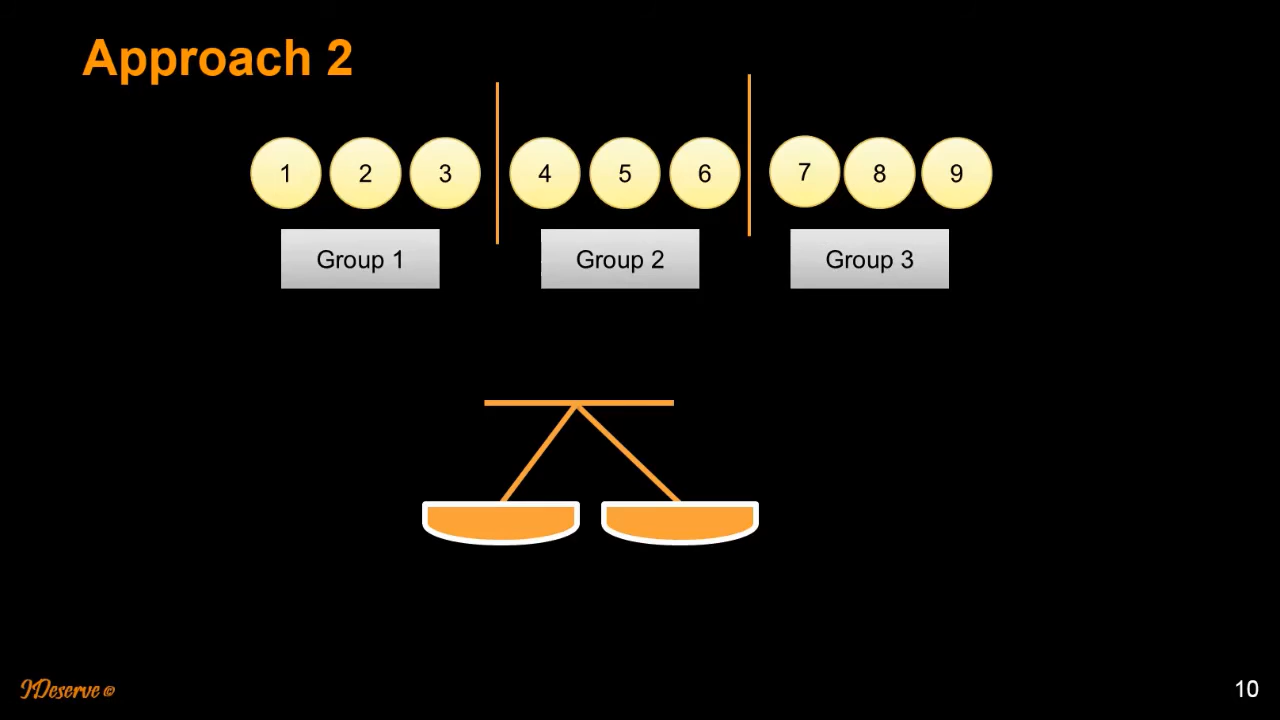 Approach 2
1 2 3 4 5 6 7 8 9
Group 1 Group 2 Group 3
IDeserve ©
10